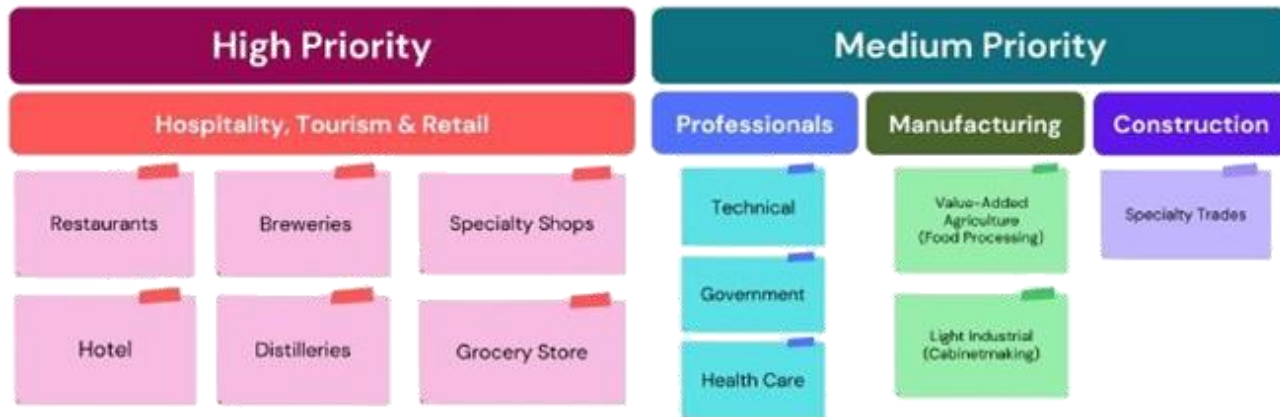 High Priority
Medium Priority
Hospitality, Tourism & Retail
Professionals
Manufacturing
Construction
Restaurants
Breweries
Specialty Shops
Hotel
Distilleries
Grocery Store
Technical
Government
Health Care
Value-Added
Agriculture
(Food Processing)
Light Industrial
(Cabinetmaking)
Specialty Trades